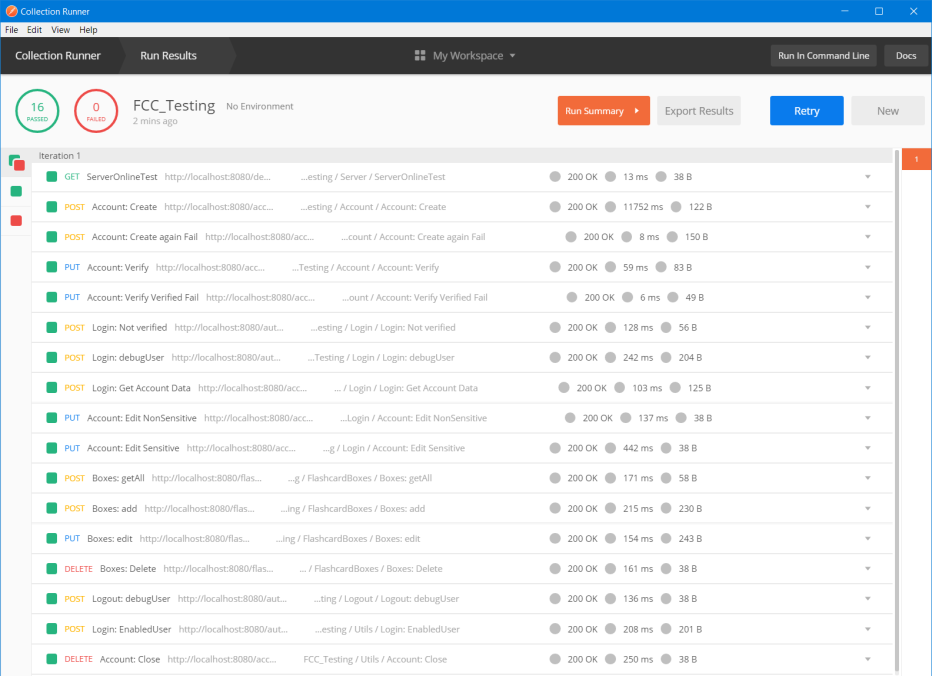 Collection Runner
File Edit View Help
Collection Runner Run Results My Workspace Run In Command Line Docs
16 PASSED 0 FAILED FCC_Testing No Environment 2 mins ago Run Summary Export Results Retry New
Iteration 1
1
GET ServerOnlineTest http://localhost:8080/de... ...esting / Server / ServerOnlineTest 200 OK 13 ms 38 B
POST Account: Create http://localhost:8080/acc... ...esting / Account / Account: Create 200 OK 11752 ms 122 B
POST Account: Create again Fail http://localhost:8080/acc... ...count / Account: Create again Fail 200 OK 8 ms 150 B
PUT Account: Verify http://localhost:8080/acc... ...Testing / Account / Account: Verify 200 OK 59 ms 83 B
PUT Account: Verify Verified Fail http://localhost:8080/acc... ...ount / Account: Verify Verified Fail 200 OK 6 ms 49 B
POST Login: Not verified http://localhost:8080/aut... ...esting / Login / Login: Not verified 200 OK 128 ms 56 B
POST Login: debugUser http://localhost:8080/aut... ...Testing / Login / Login: debugUser 200 OK 242 ms 204 B
POST Login: Get Account Data http://localhost:8080/acc... ... / Login / Login: Get Account Data 200 OK 103 ms 125 B
PUT Account: Edit NonSensitive http://localhost:8080/acc... ...Login / Account: Edit NonSensitive 200 OK 137 ms 38 B
PUT Account: Edit Sensitive http://localhost:8080/acc... ...g / Login / Account: Edit Sensitive 200 OK 442 ms 38 B
POST Boxes: getAll http://localhost:8080/flas... ...g / FlashcardBoxes / Boxes: getAll 200 OK 171 ms 58 B
POST Boxes: add http://localhost:8080/flas... ...ing / FlashcardBoxes / Boxes: add 200 OK 215 ms 230 B
PUT Boxes: edit http://localhost:8080/flas... ...ing / FlashcardBoxes / Boxes: edit 200 OK 154 ms 243 B
DELETE Boxes: Delete http://localhost:8080/flas... ... / FlashcardBoxes / Boxes: Delete 200 OK 161 ms 38 B
POST Logout: debugUser http://localhost:8080/aut... ...ting / Logout / Logout: debugUser 200 OK 136 ms 38 B
POST Login: EnabledUser http://localhost:8080/aut... ...esting / Utils / Login: EnabledUser 200 OK 208 ms 201 B
DELETE Account: Close http://localhost:8080/acc... FCC_Testing / Utils / Account: Close 200 OK 250 ms 38 B